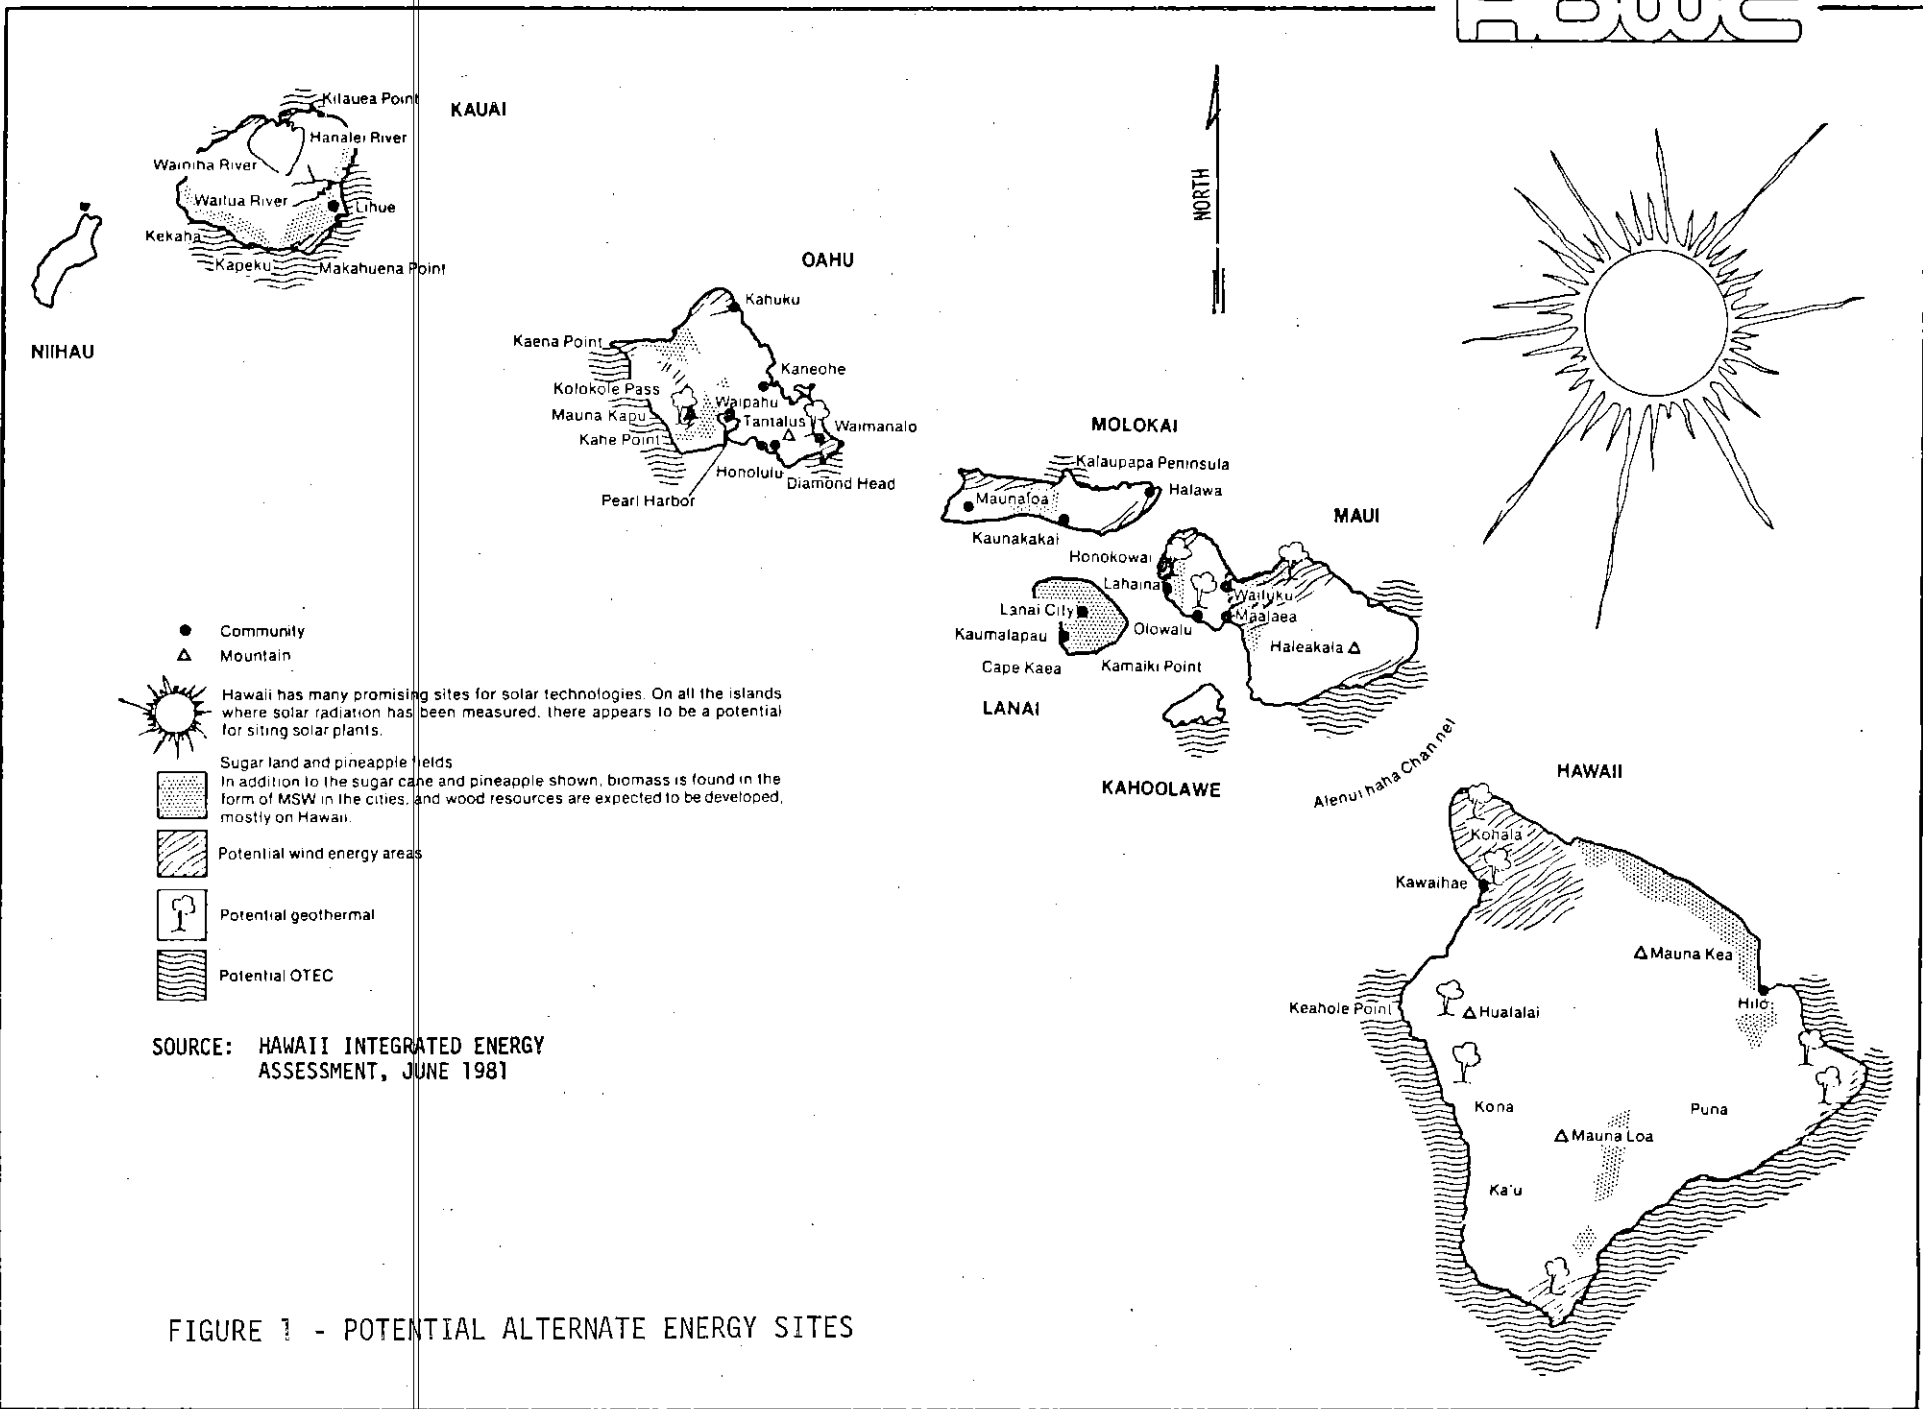 HDWC
Kilauea Point
KAUAI
Hanalei River
Wainiha River
Wailua River
Lihue
Kekaha
Kapeku
Makahuena Point
NIIHAU
NORTH
OAHU
Kahuku
Kaena Point
Kaneohe
Kolokole Pass
Waipahu
Mauna Kapu
Tantalus
Waimanalo
Kahe Point
Honolulu
Diamond Head
Pearl Harbor
MOLOKAI
Kalaupapa Peninsula
Halawa
Maunaloa
Kaunakakai
MAUI
Honokowai
Lahaina
Wailuku
Maalaea
Olowalu
Haleakala
Lanai City
Kaumalapau
Cape Kaea
Kamaiki Point
LANAI
KAHOOLAWE
Alenuihaha Channel
HAWAII
Kohala
Kawaihae
Mauna Kea
Hilo
Keahole Point
Hualalai
Kona
Puna
Mauna Loa
Ka'u
Community
Mountain
Hawaii has many promising sites for solar technologies. On all the islands
where solar radiation has been measured, there appears to be a potential
for siting solar plants.
Sugar land and pineapple fields
In addition to the sugar cane and pineapple shown, biomass is found in the
form of MSW in the cities, and wood resources are expected to be developed,
mostly on Hawaii.
Potential wind energy areas
Potential geothermal
Potential OTEC
SOURCE: HAWAII INTEGRATED ENERGY
ASSESSMENT, JUNE 1981
FIGURE 1 - POTENTIAL ALTERNATE ENERGY SITES